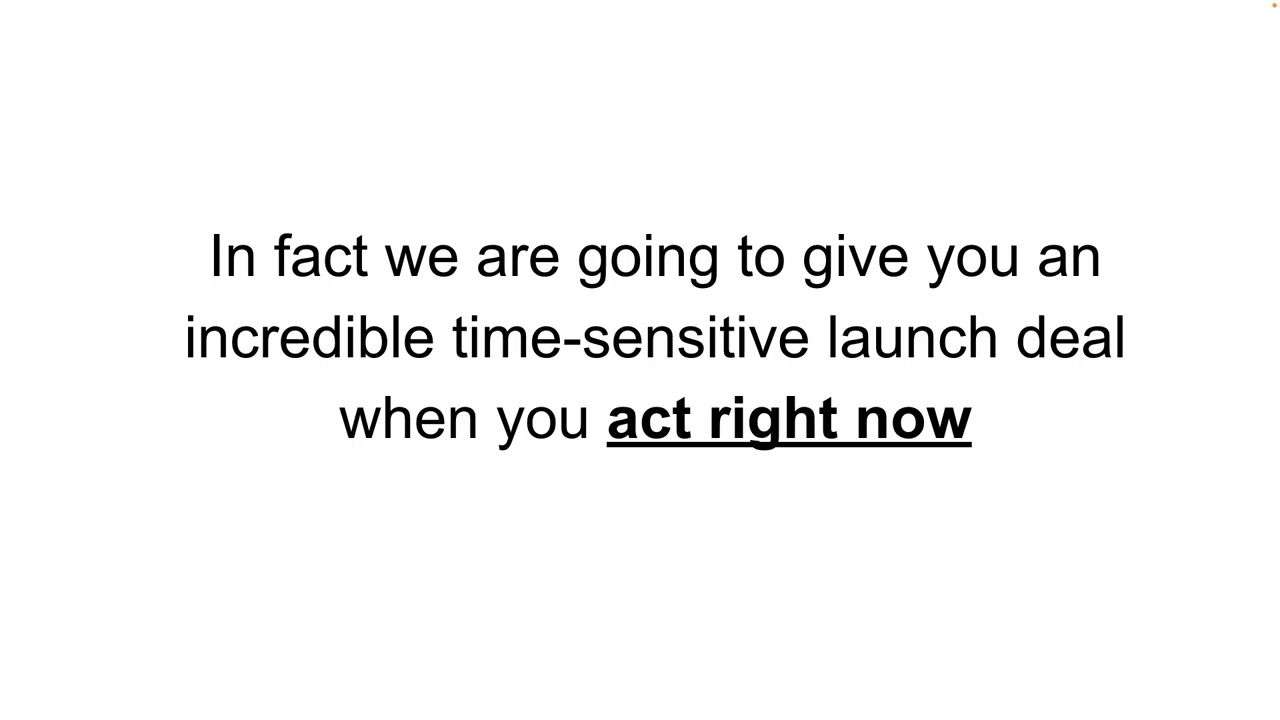 In fact we are going to give you an
incredible time-sensitive launch deal
when you act right now